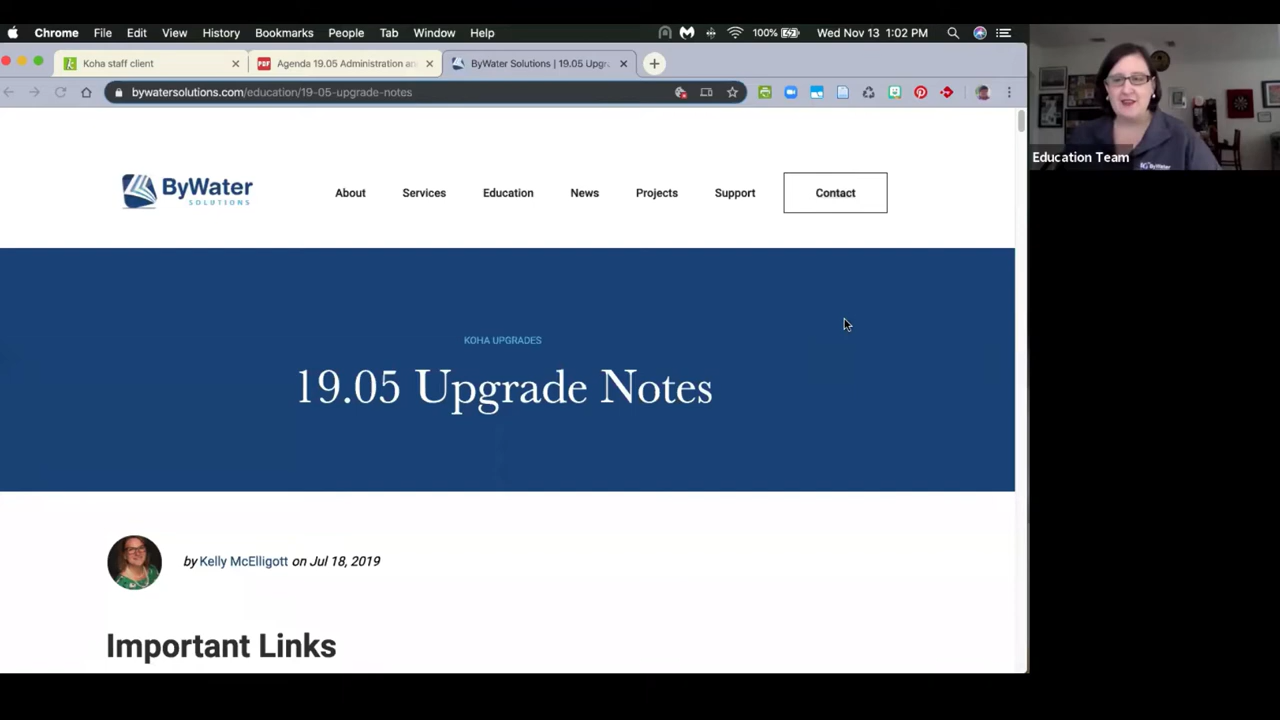 Chrome File Edit View History Bookmarks People Tab Window Help 100% Wed Nov 13 1:02 PM
Koha staff client
Agenda 19.05 Administration an
ByWater Solutions | 19.05 Upgr
bywatersolutions.com/education/19-05-upgrade-notes
Education Team
ByWater
SOLUTIONS
About Services Education News Projects Support Contact
KOHA UPGRADES
19.05 Upgrade Notes
by Kelly McElligott on Jul 18, 2019
Important Links